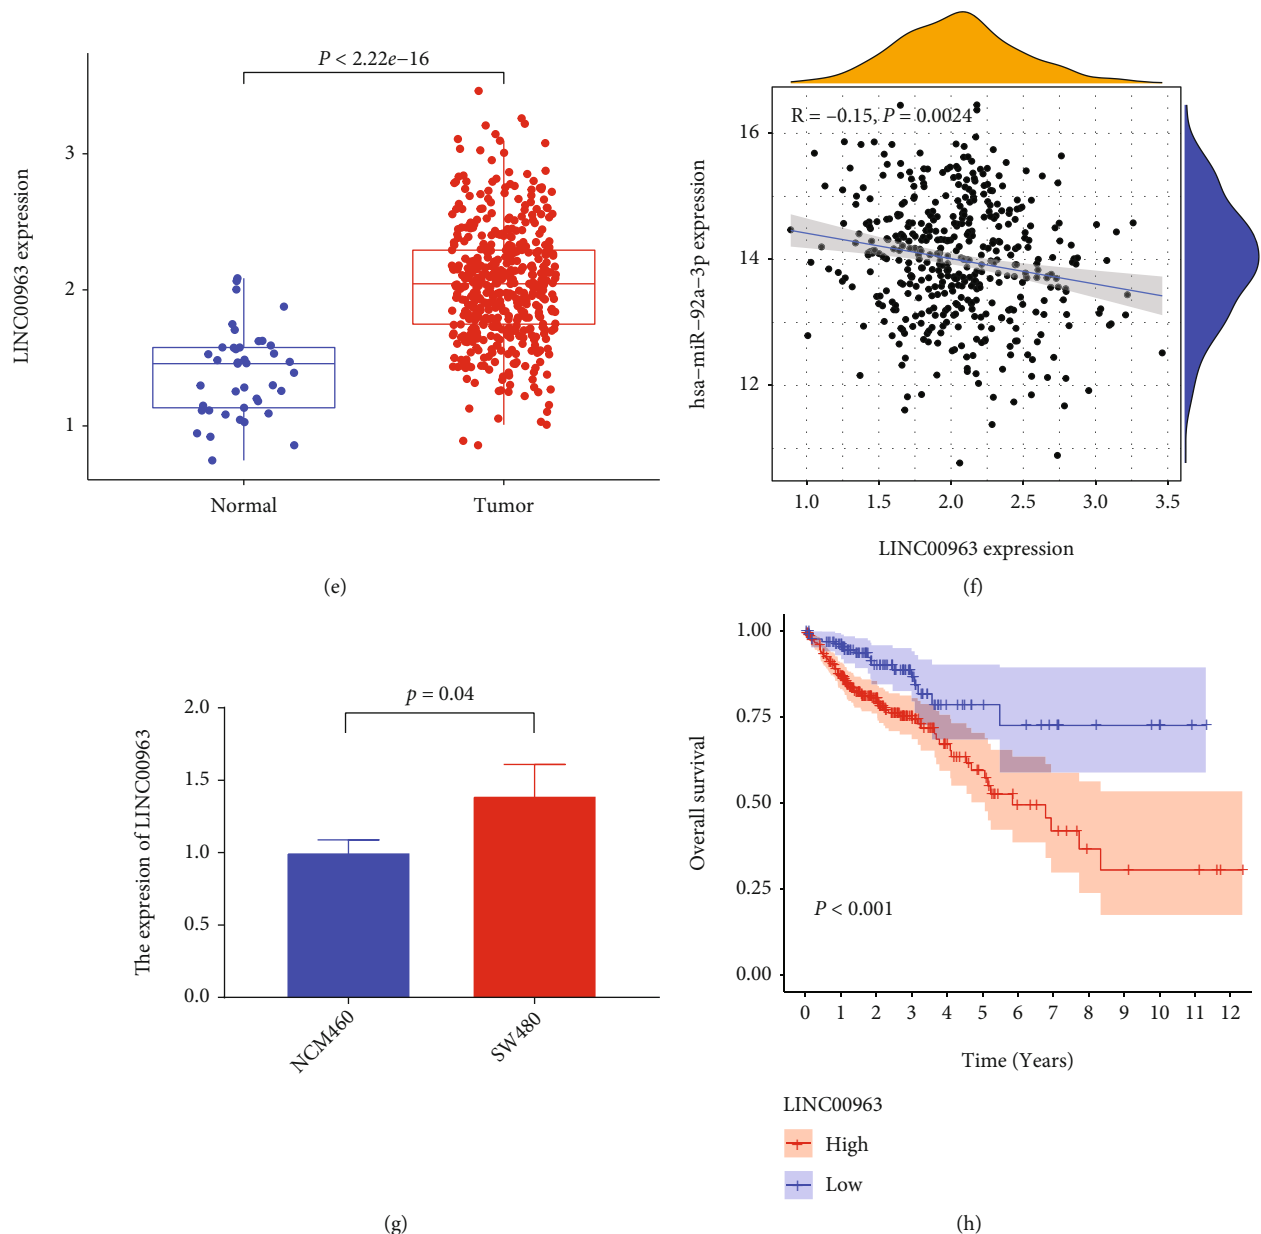 P < 2.22e−16
LINC00963 expression
3
2
1
Normal
Tumor
(e)
R = −0.15, P = 0.0024
hsa−miR−92a−3p expression
16
14
12
1.0
1.5
2.0
2.5
3.0
3.5
LINC00963 expression
(f)
p = 0.04
The expresion of LINC00963
2.0
1.5
1.0
0.5
0.0
NCM460
SW480
(g)
Overall survival
1.00
0.75
0.50
0.25
0.00
P < 0.001
0 1 2 3 4 5 6 7 8 9 10 11 12
Time (Years)
LINC00963
High
Low
(h)